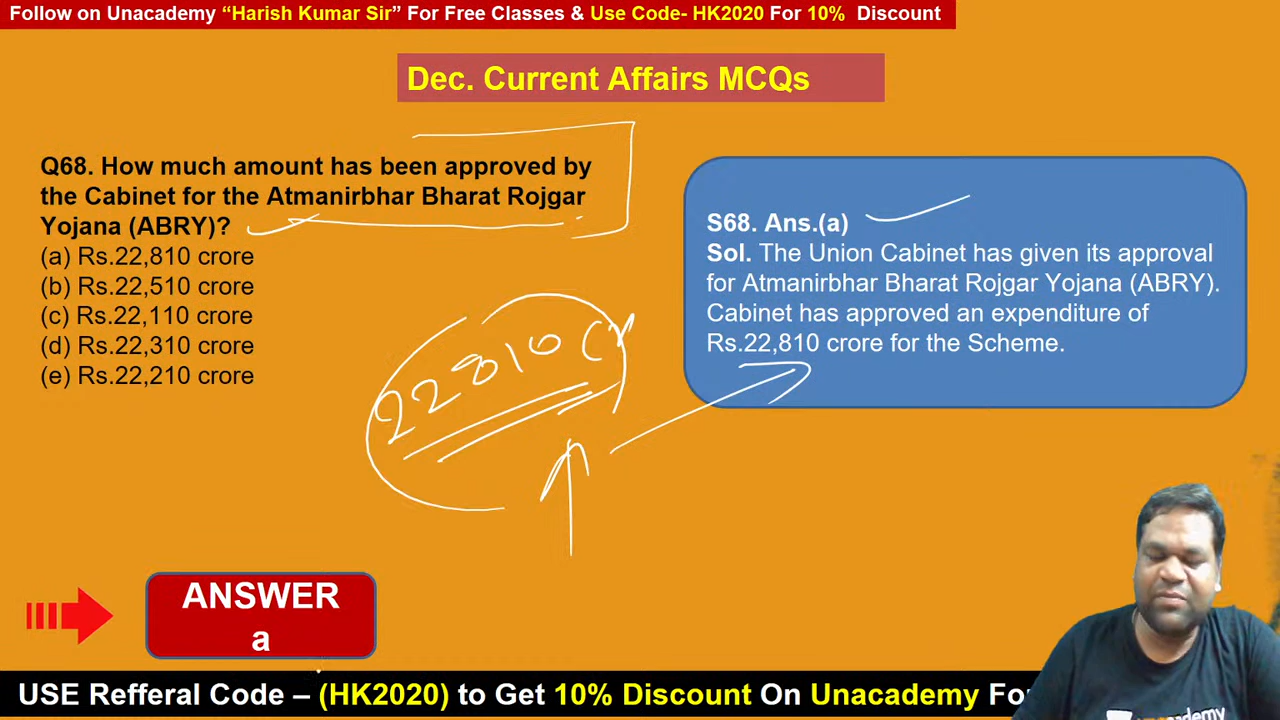 Follow on Unacademy “Harish Kumar Sir” For Free Classes & Use Code- HK2020 For 10% Discount
Dec. Current Affairs MCQs
Q68. How much amount has been approved by
the Cabinet for the Atmanirbhar Bharat Rojgar
Yojana (ABRY)?
(a) Rs.22,810 crore
(b) Rs.22,510 crore
(c) Rs.22,110 crore
(d) Rs.22,310 crore
(e) Rs.22,210 crore
22810 Cr
S68. Ans.(a)
Sol. The Union Cabinet has given its approval
for Atmanirbhar Bharat Rojgar Yojana (ABRY).
Cabinet has approved an expenditure of
Rs.22,810 crore for the Scheme.
ANSWER
a
USE Refferal Code – (HK2020) to Get 10% Discount On Unacademy For